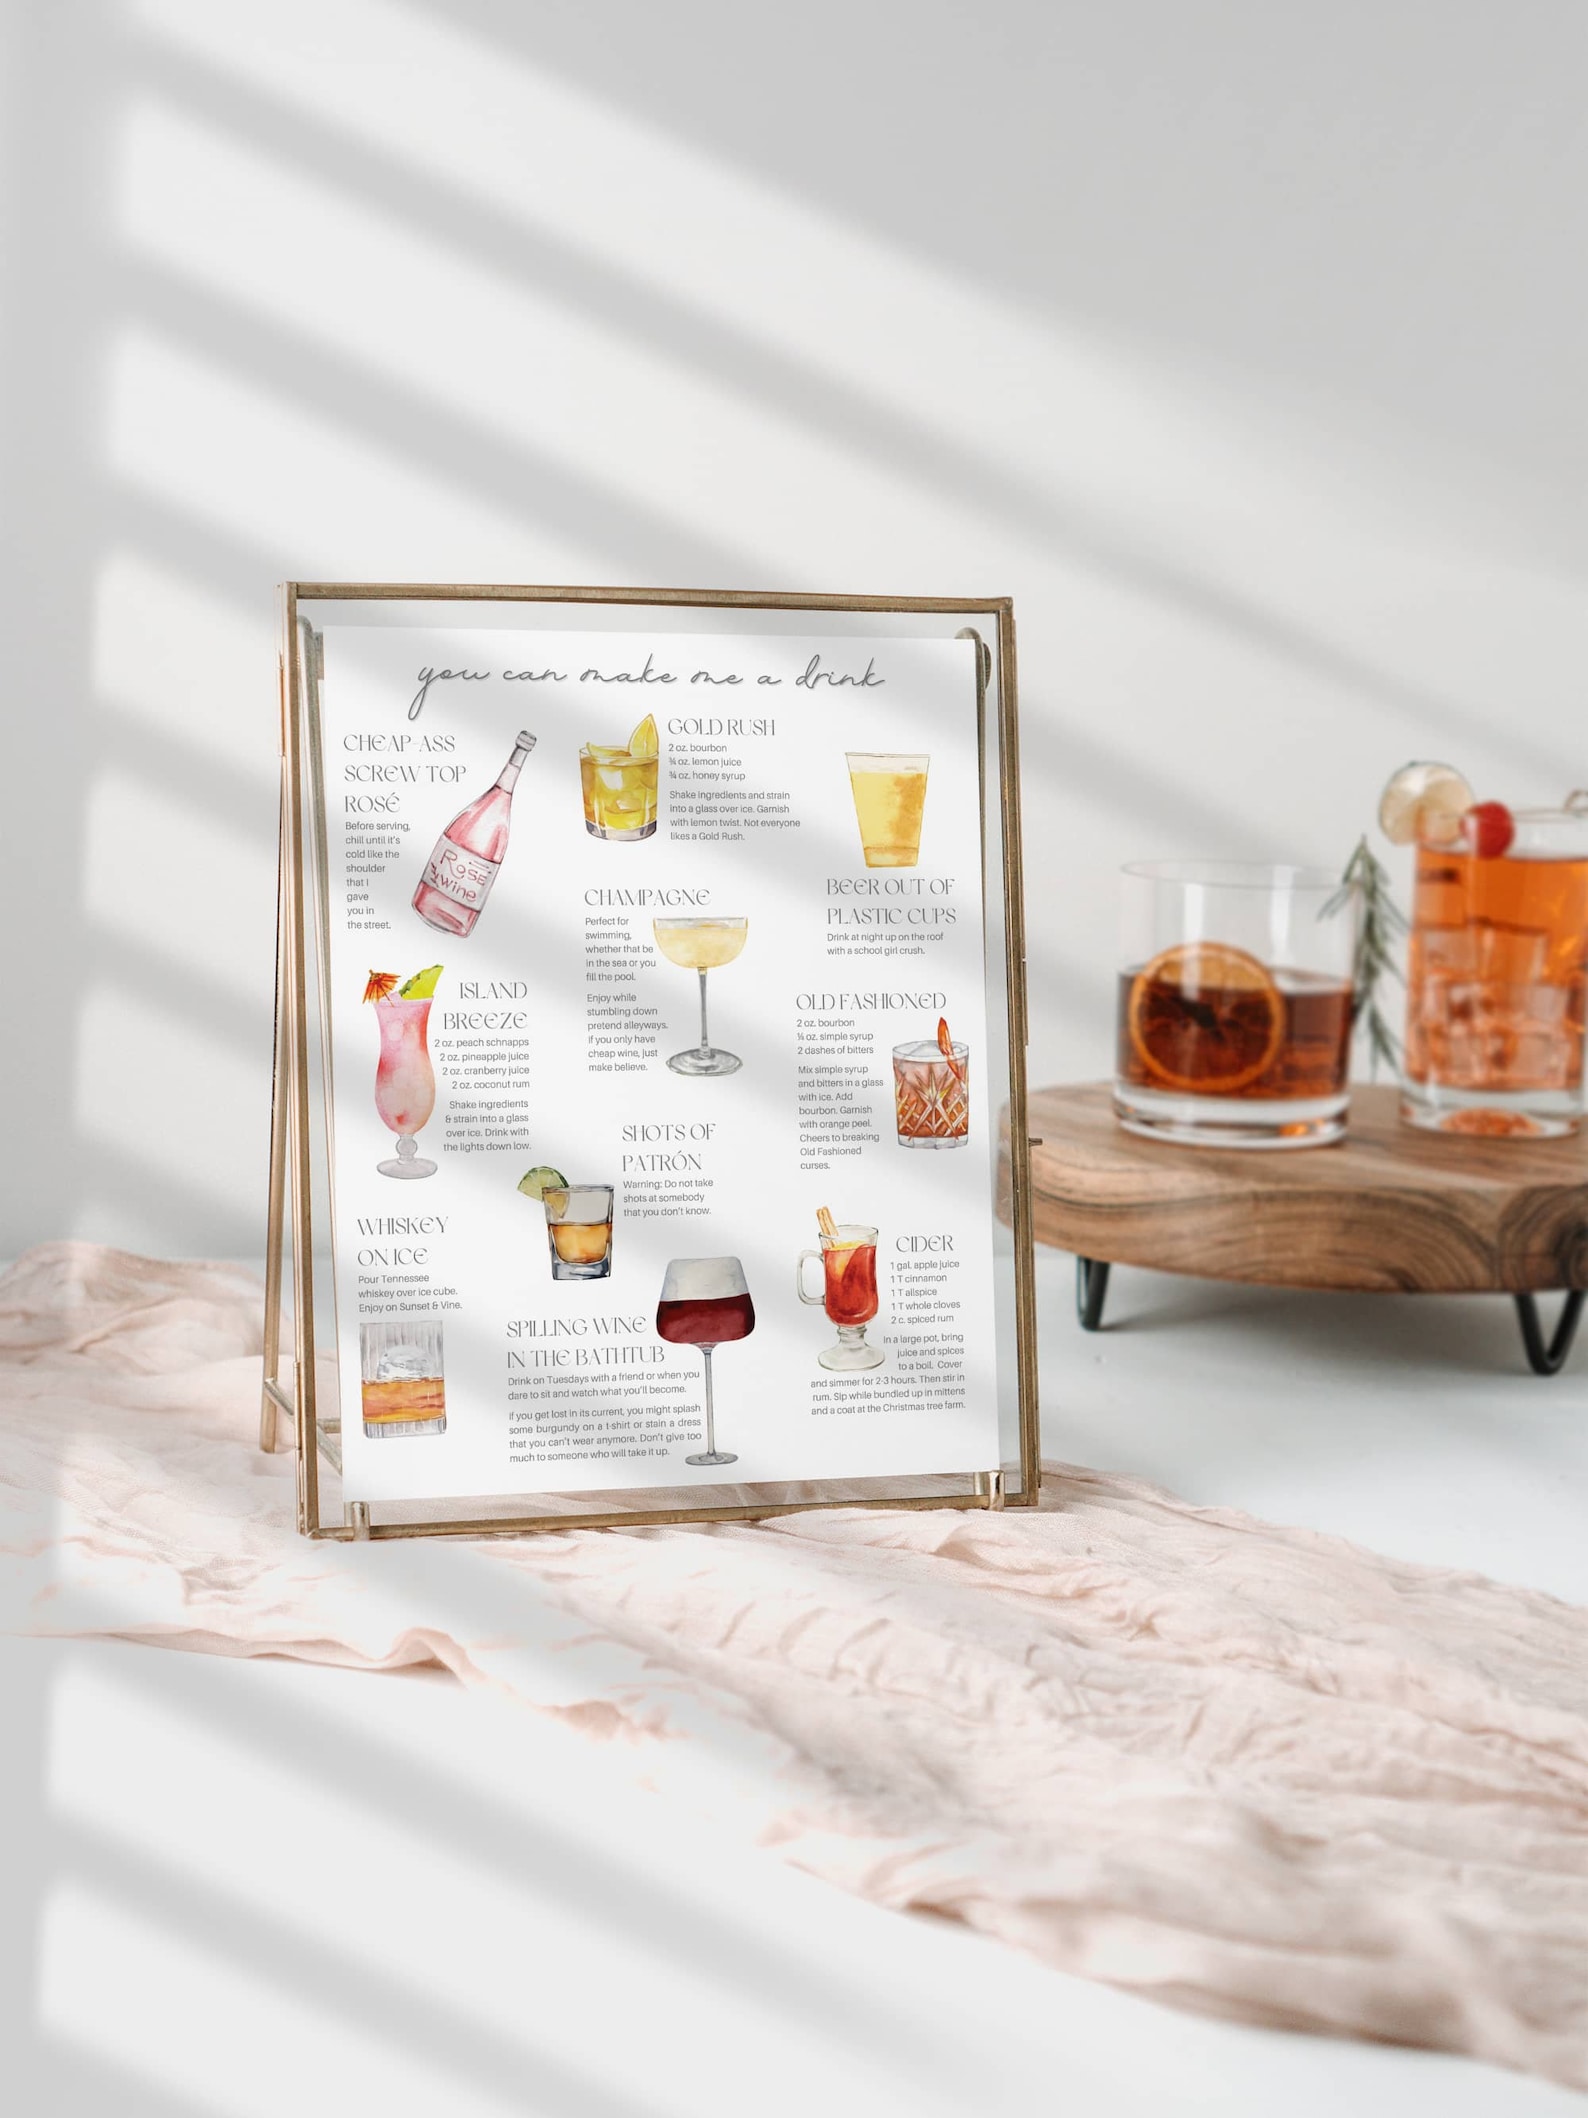 you can make me a drink
CHEAP-ASS
SCREW TOP
ROSÉ
Before serving,
chill until it's
cold like the
shoulder
that I
gave
you in
the street.
Rosé
wine
GOLD RUSH
2 oz. bourbon
¾ oz. lemon juice
¾ oz. honey syrup
Shake ingredients and strain
into a glass over ice. Garnish
with lemon twist. Not everyone
likes a Gold Rush.
BEER OUT OF
PLASTIC CUPS
Drink at night up on the roof
with a school girl crush.
CHAMPAGNE
Perfect for
swimming,
whether that be
in the sea or you
fill the pool.
Enjoy while
stumbling down
pretend alleyways.
If you only have
cheap wine, just
make believe.
ISLAND
BREEZE
2 oz. peach schnapps
2 oz. pineapple juice
2 oz. cranberry juice
2 oz. coconut rum
Shake ingredients
& strain into a glass
over ice. Drink with
the lights down low.
OLD FASHIONED
2 oz. bourbon
oz. simple syrup
2 dashes of bitters
Mix simple syrup
and bitters in a glass
with ice. Add
bourbon. Garnish
with orange peel.
Cheers to breaking
Old Fashioned
curses.
SHOTS OF
PATRÓN
Warning: Do not take
shots at somebody
that you don't know.
WHISKEY
ON ICE
Pour Tennessee
whiskey over ice cube.
Enjoy on Sunset & Vine.
CIDER
1 gal. apple juice
1 T cinnamon
1 T allspice
1 T whole cloves
2 c. spiced rum
In a large pot, bring
juice and spices
to a boil. Cover
and simmer for 2-3 hours. Then stir in
rum. Sip while bundled up in mittens
and a coat at the Christmas tree farm.
SPILLING WINE
IN THE BATHTUB
Drink on Tuesdays with a friend or when you
dare to sit and watch what you'll become.
If you get lost in its current, you might splash
some burgundy on a t-shirt or stain a dress
that you can't wear anymore. Don't give too
much to someone who will take it up.